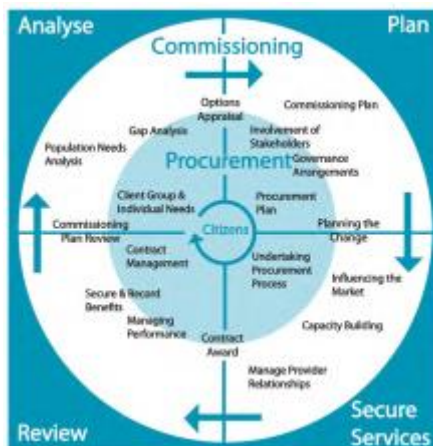 Analyse
Plan
Commissioning
Options
Appraisal
Commissioning Plan
Gap Analysis
Involvement of
Stakeholders
Population Needs
Analysis
Procurement
Governance
Arrangements
Client Group &
Individual Needs
Procurement
Plan
Commissioning
Plan Review
Citizens
Planning the
Change
Contract
Management
Undertaking
Procurement
Process
Influencing the
Market
Secure & Record
Benefits
Managing
Performance
Capacity Building
Contract
Award
Manage Provider
Relationships
Review
Secure
Services